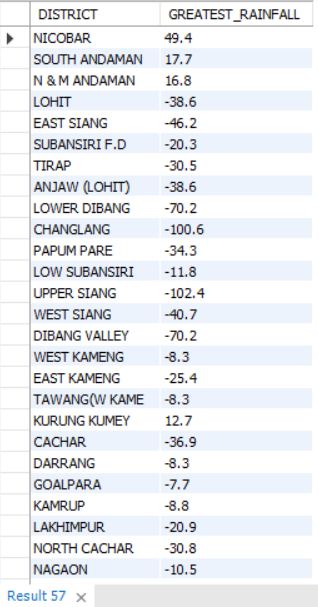 DISTRICT GREATEST_RAINFALL
NICOBAR 49.4
SOUTH ANDAMAN 17.7
N & M ANDAMAN 16.8
LOHIT -38.6
EAST SIANG -46.2
SUBANSIRI F.D -20.3
TIRAP -30.5
ANJAW (LOHIT) -38.6
LOWER DIBANG -70.2
CHANGLANG -100.6
PAPUM PARE -34.3
LOW SUBANSIRI -11.8
UPPER SIANG -102.4
WEST SIANG -40.7
DIBANG VALLEY -70.2
WEST KAMENG -8.3
EAST KAMENG -25.4
TAWANG(W KAME -8.3
KURUNG KUMEY 12.7
CACHAR -36.9
DARRANG -8.3
GOALPARA -7.7
KAMRUP -8.8
LAKHIMPUR -20.9
NORTH CACHAR -30.8
NAGAON -10.5
Result 57 ×